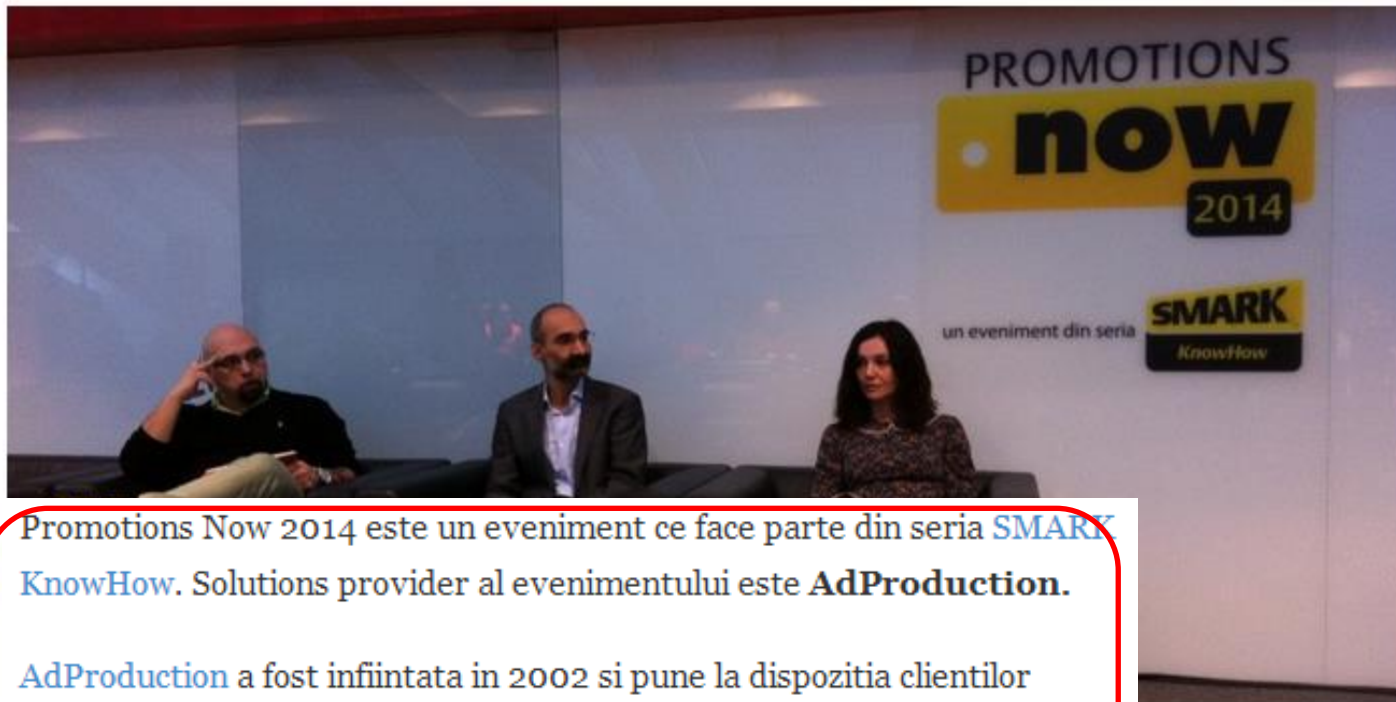 PROMOTIONS
now
2014
un eveniment din seria
SMARK
KnowHow
Promotions Now 2014 este un eveniment ce face parte din seria SMARK
KnowHow. Solutions provider al evenimentului este AdProduction.
AdProduction a fost infiintata in 2002 si pune la dispozitia clientilor